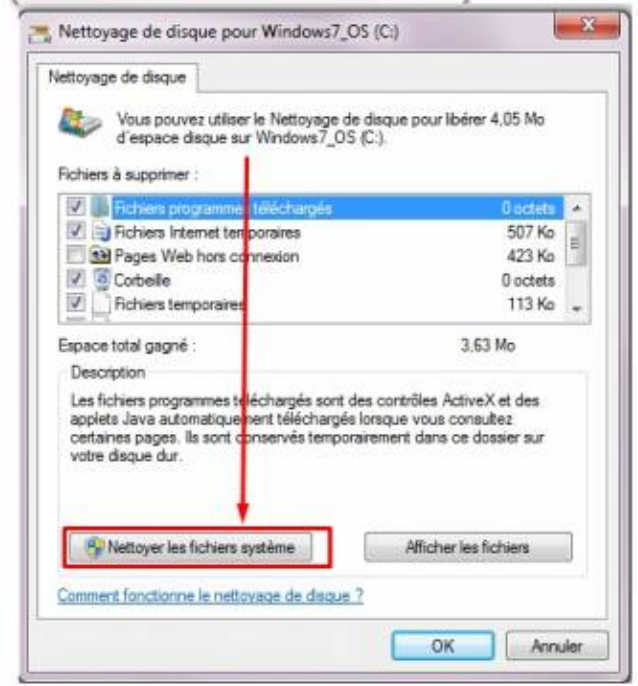 Nettoyage de disque pour Windows7_OS (C:)
Nettoyage de disque
Vous pouvez utiliser le Nettoyage de disque pour libérer 4,05 Mo
d'espace disque sur Windows7_OS (C:).
Fichiers à supprimer :
Fichiers programmes téléchargés 0 octets
Fichiers Internet temporaires 507 Ko
Pages Web hors connexion 423 Ko
Corbeille 0 octets
Fichiers temporaires 113 Ko
Espace total gagné : 3,63 Mo
Description
Les fichiers programmes téléchargés sont des contrôles ActiveX et des
applets Java automatiquement téléchargés lorsque vous consultez
certaines pages. Ils sont conservés temporairement dans ce dossier sur
votre disque dur.
Nettoyer les fichiers système Afficher les fichiers
Comment fonctionne le nettoyage de disque ?
OK Annuler